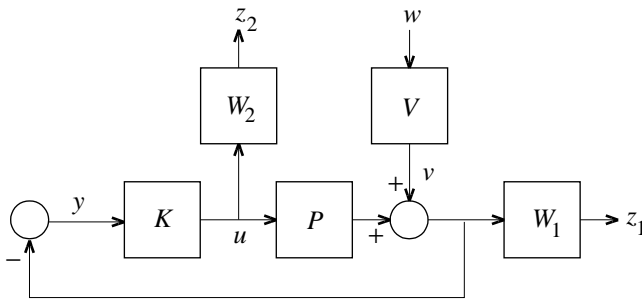 z₂
w
W₂
V
+
v
y
K
u
P
+
W₁
z₁
−